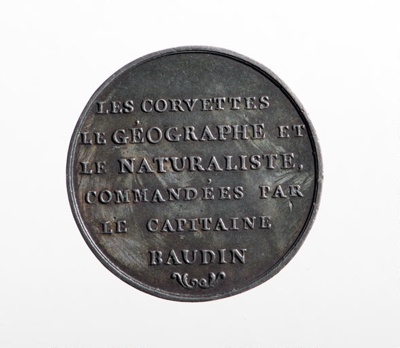 LES CORVETTES
LE GÉOGRAPHE ET
LE NATURALISTE,
COMMANDÉES PAR
LE CAPITAINE
BAUDIN